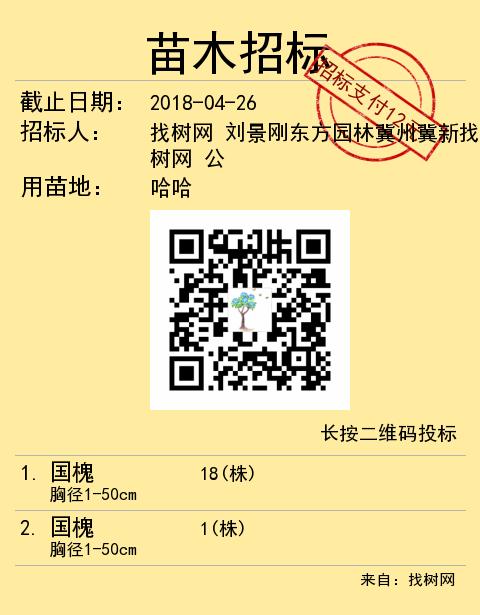 苗木招标
招标支付12元
截止日期: 2018-04-26
招标人: 找树网 刘景刚东方园林冀州冀新找
树网 公
用苗地: 哈哈
长按二维码投标
1. 国槐 18(株)
胸径1-50cm
2. 国槐 1(株)
胸径1-50cm
来自: 找树网